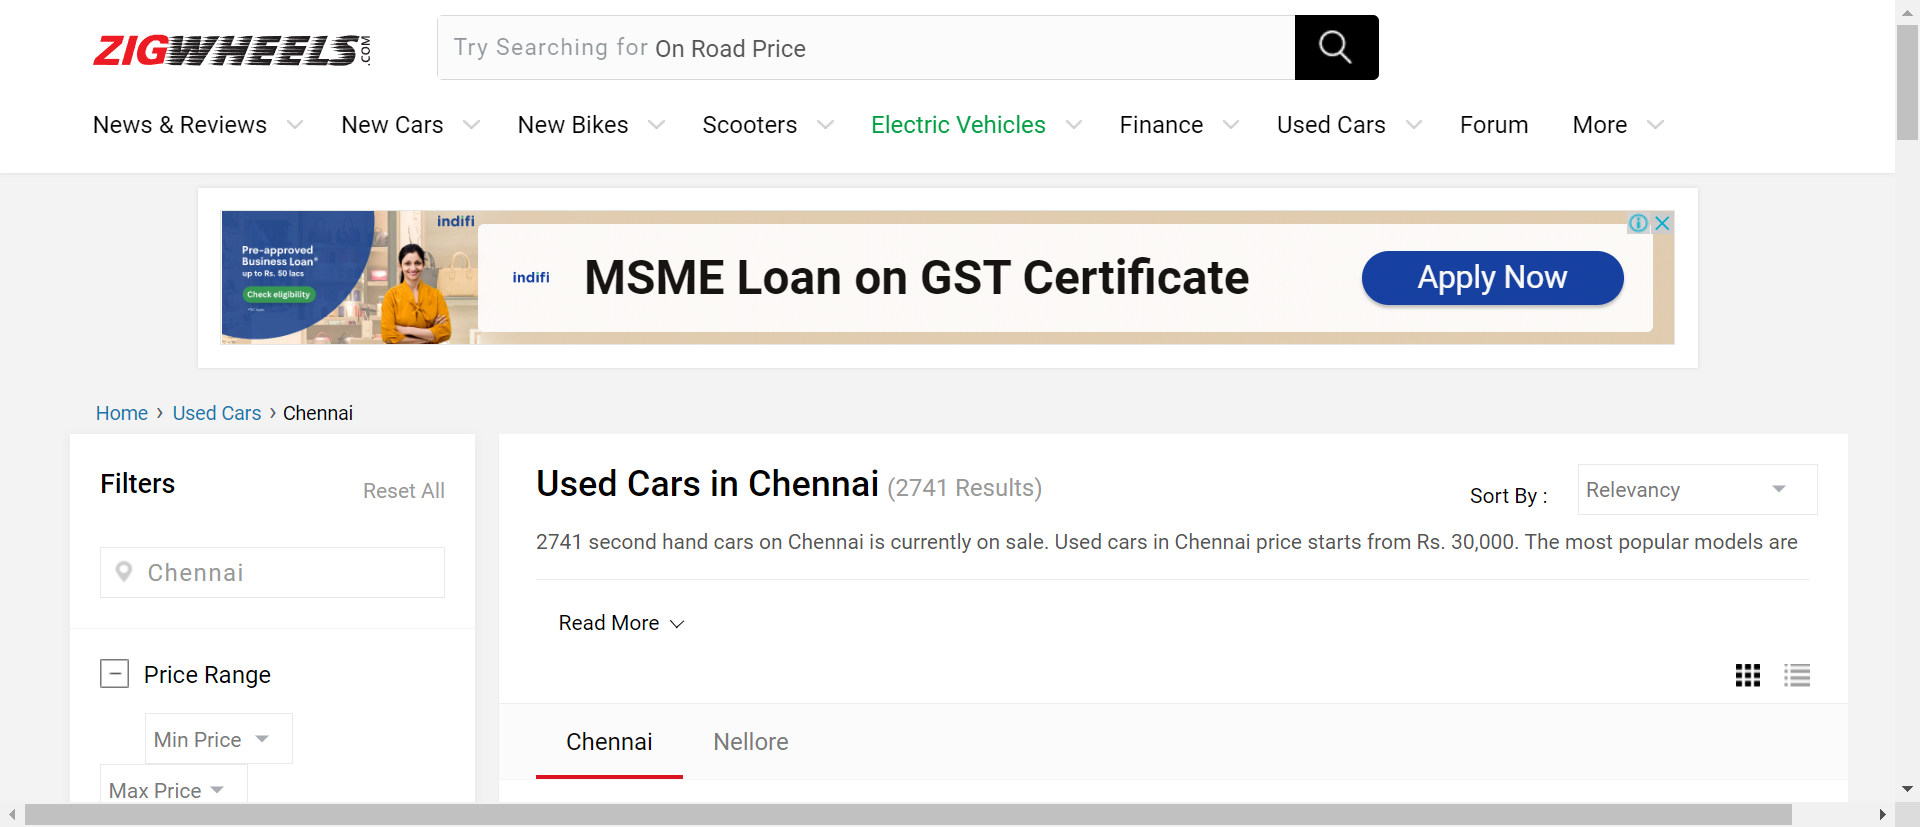 ZIGWHEELS.COM
Try Searching for On Road Price
News & Reviews New Cars New Bikes Scooters Electric Vehicles Finance Used Cars Forum More
indifi
Pre-approved
Business Loan*
up to Rs. 50 lacs
Check eligibility
indifi
MSME Loan on GST Certificate
Apply Now
Home › Used Cars › Chennai
Filters
Reset All
Chennai
Price Range
Min Price
Max Price
Used Cars in Chennai (2741 Results)
Sort By :
Relevancy
2741 second hand cars on Chennai is currently on sale. Used cars in Chennai price starts from Rs. 30,000. The most popular models are
Read More
Chennai Nellore